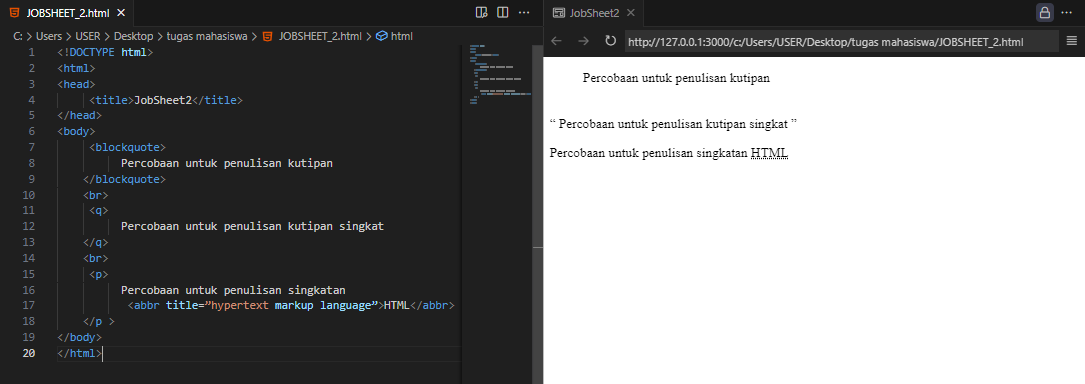 JOBSHEET_2.html
C: > Users > USER > Desktop > tugas mahasiswa > JOBSHEET_2.html > html
1 <!DOCTYPE html>
2 <html>
3 <head>
4 <title>JobSheet2</title>
5 </head>
6 <body>
7 <blockquote>
8 Percobaan untuk penulisan kutipan
9 </blockquote>
10 <br>
11 <q>
12 Percobaan untuk penulisan kutipan singkat
13 </q>
14 <br>
15 <p>
16 Percobaan untuk penulisan singkatan
17 <abbr title=”hypertext markup language”>HTML</abbr>
18 </p >
19 </body>
20 </html>
JobSheet2
http://127.0.0.1:3000/c:/Users/USER/Desktop/tugas mahasiswa/JOBSHEET_2.html
Percobaan untuk penulisan kutipan
“ Percobaan untuk penulisan kutipan singkat ”
Percobaan untuk penulisan singkatan HTML